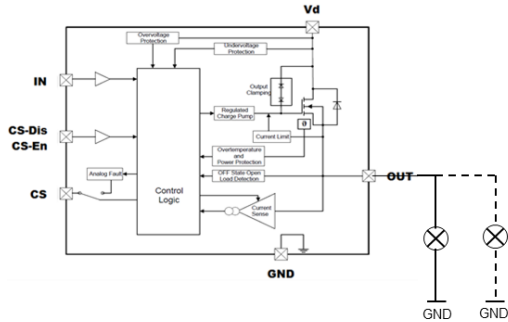 Vd
Overvoltage
Protection
Undervoltage
Protection
IN
Output
Clamping
Regulated
Charge Pump
CS-Dis
CS-En
Current Limit
Overtemperature
and
Power Protection
Analog Fault
OFF State Open
Load Detection
OUT
CS
Control
Logic
Current
Sense
GND
GND
GND